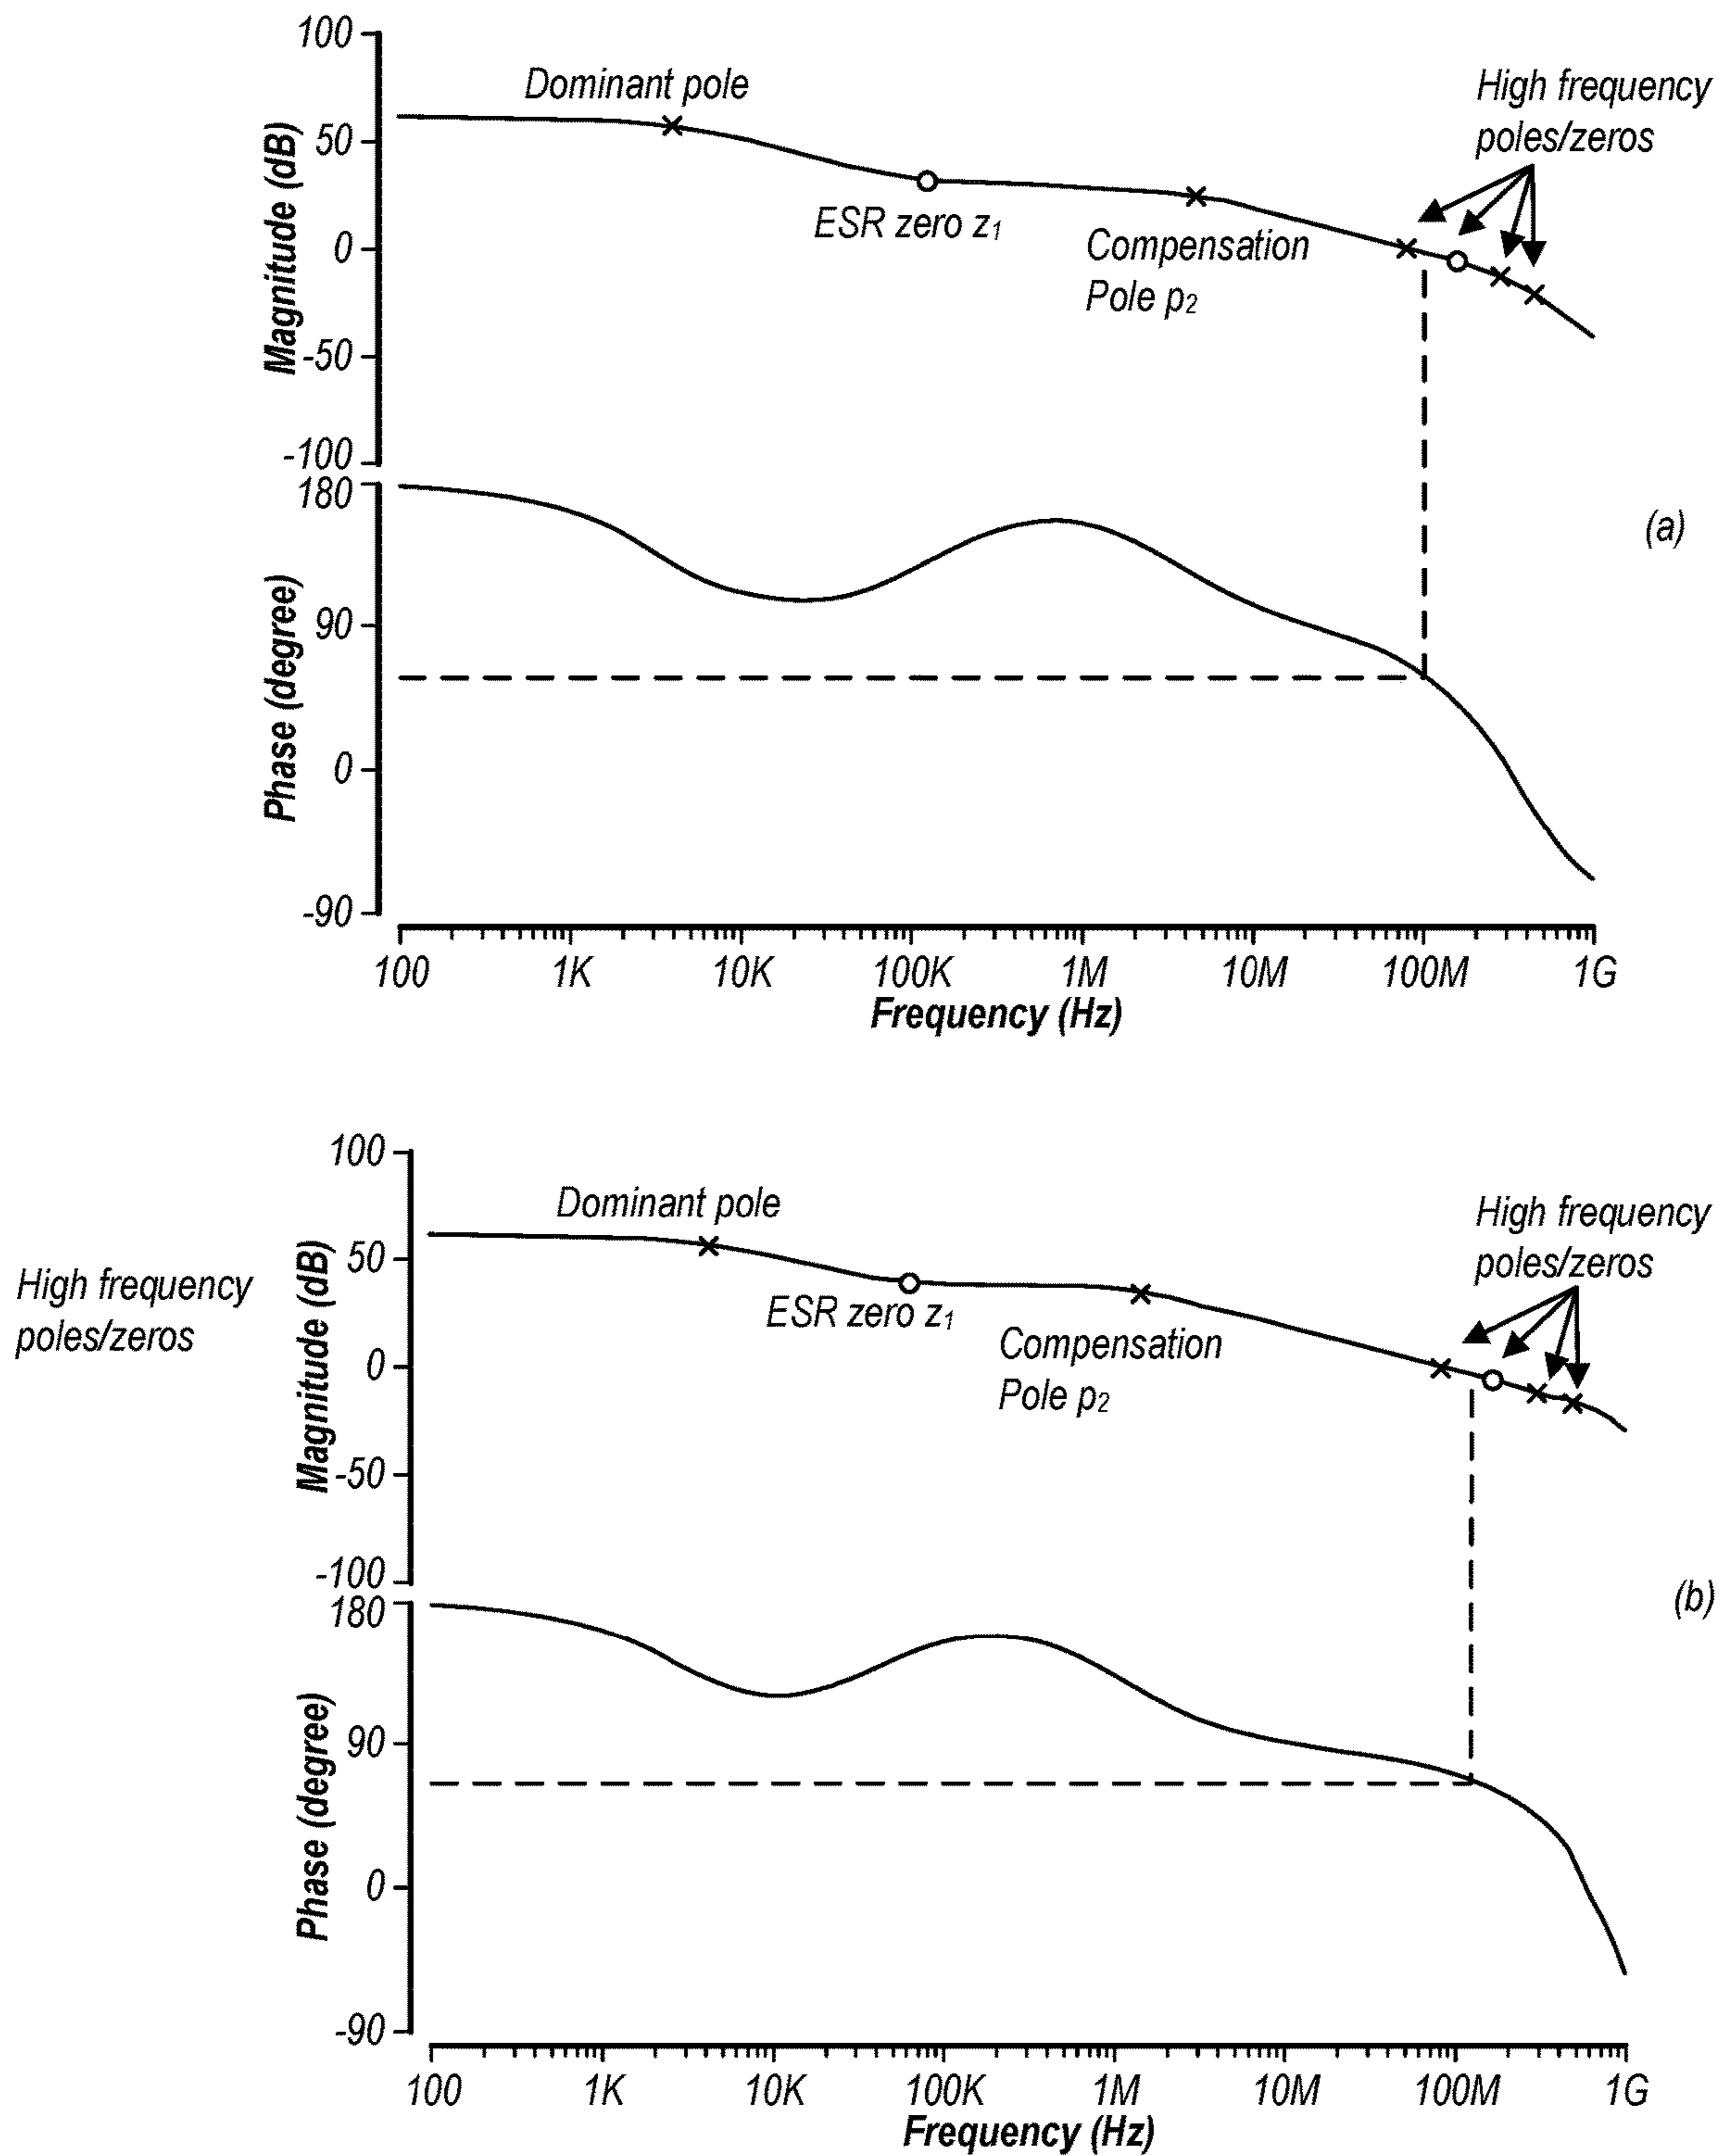 100
Dominant pole
High frequency
poles/zeros
50
Magnitude (dB)
ESR zero z1
0
Compensation
Pole p2
-50
-100
180
(a)
90
Phase (degree)
0
-90
100 1K 10K 100K 1M 10M 100M 1G
Frequency (Hz)
100
Dominant pole
High frequency
poles/zeros
50
High frequency
poles/zeros
Magnitude (dB)
ESR zero z1
Compensation
Pole p2
0
-50
-100
180
(b)
90
Phase (degree)
0
-90
100 1K 10K 100K 1M 10M 100M 1G
Frequency (Hz)